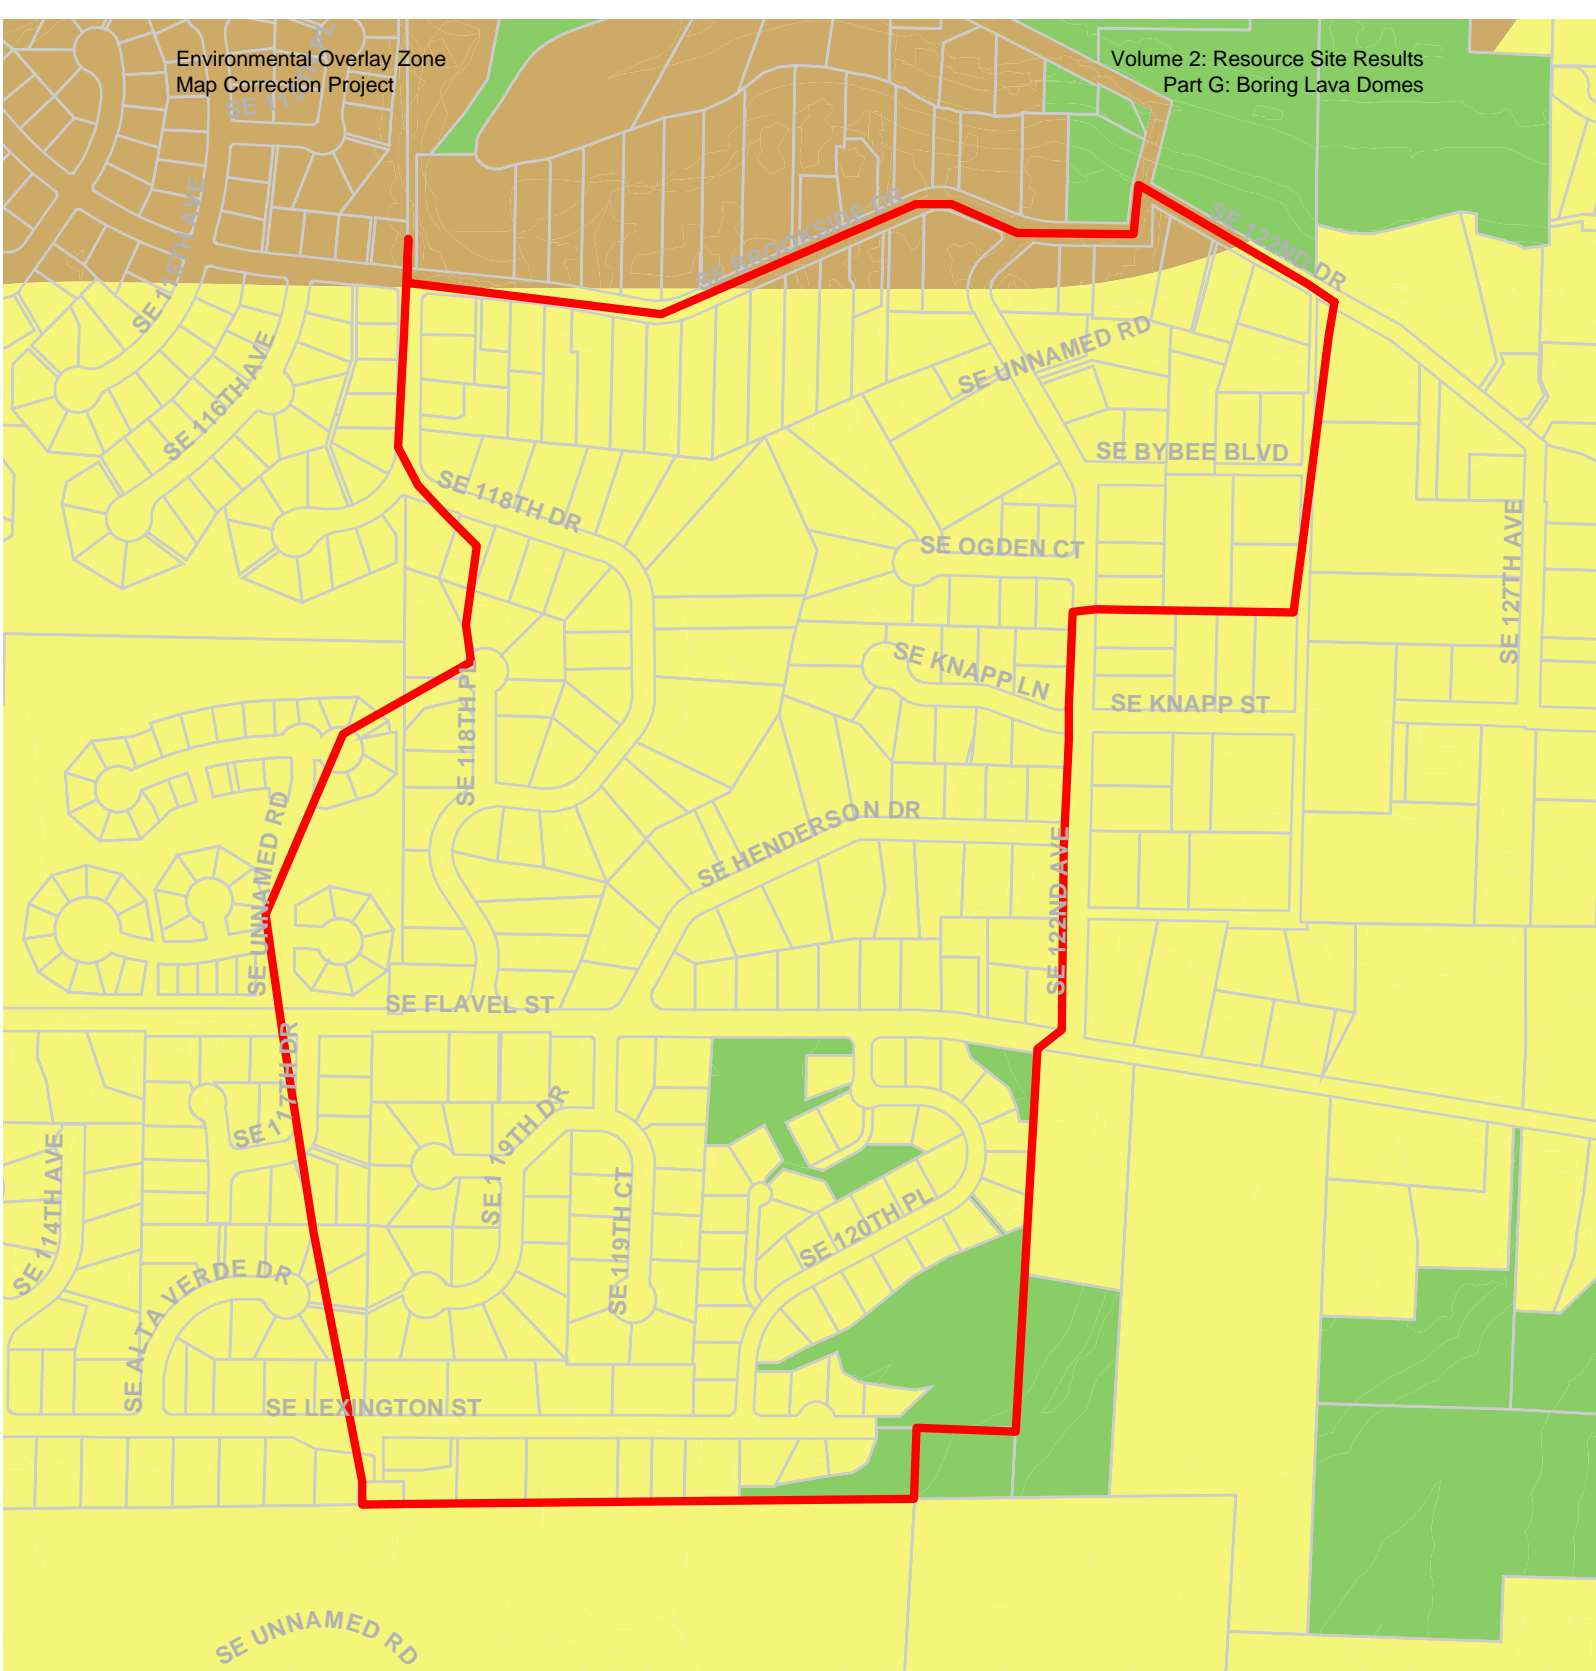 Environmental Overlay Zone
Map Correction Project
Volume 2: Resource Site Results
Part G: Boring Lava Domes
SE 115TH AVE
SE BROOKSIDE DR
SE 122ND DR
SE 116TH AVE
SE UNNAMED RD
SE BYBEE BLVD
SE 118TH DR
SE OGDEN CT
SE 127TH AVE
SE KNAPP LN
SE KNAPP ST
SE 118TH PL
SE UNNAMED RD
SE HENDERSON DR
SE 122ND AVE
SE FLAVEL ST
SE 117TH DR
SE 119TH DR
SE 114TH AVE
SE 119TH CT
SE 120TH PL
SE ALTA VERDE DR
SE LEXINGTON ST
SE UNNAMED RD